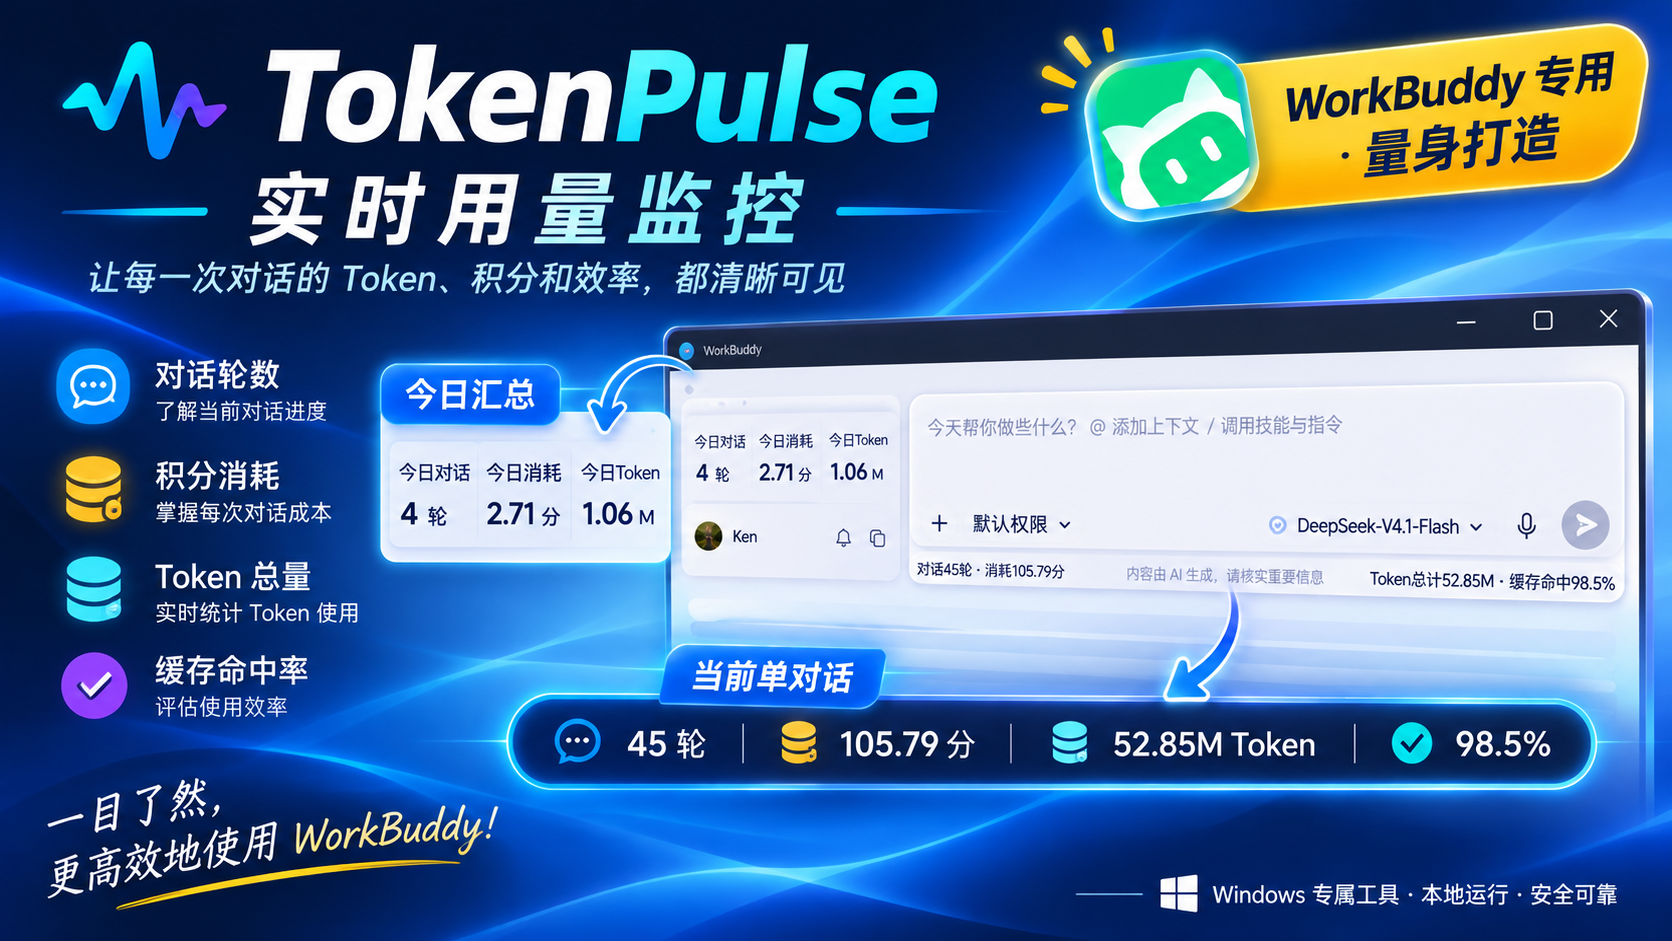 TokenPulse
实时用量监控
让每一次对话的 Token、积分和效率，都清晰可见
WorkBuddy 专用
· 量身打造
对话轮数
了解当前对话进度
积分消耗
掌握每次对话成本
Token 总量
实时统计 Token 使用
缓存命中率
评估使用效率
今日汇总
今日对话 今日消耗 今日Token
4 轮 2.71 分 1.06 M
WorkBuddy
今日对话 今日消耗 今日Token
4 轮 2.71 分 1.06 M
Ken
今天帮你做些什么？ @ 添加上下文 / 调用技能与指令
默认权限
DeepSeek-V4.1-Flash
对话45轮 · 消耗105.79分
内容由 AI 生成，请核实重要信息
Token总计52.85M · 缓存命中98.5%
当前单对话
45 轮
105.79 分
52.85M Token
98.5%
一目了然，
更高效地使用 WorkBuddy!
Windows 专属工具 · 本地运行 · 安全可靠